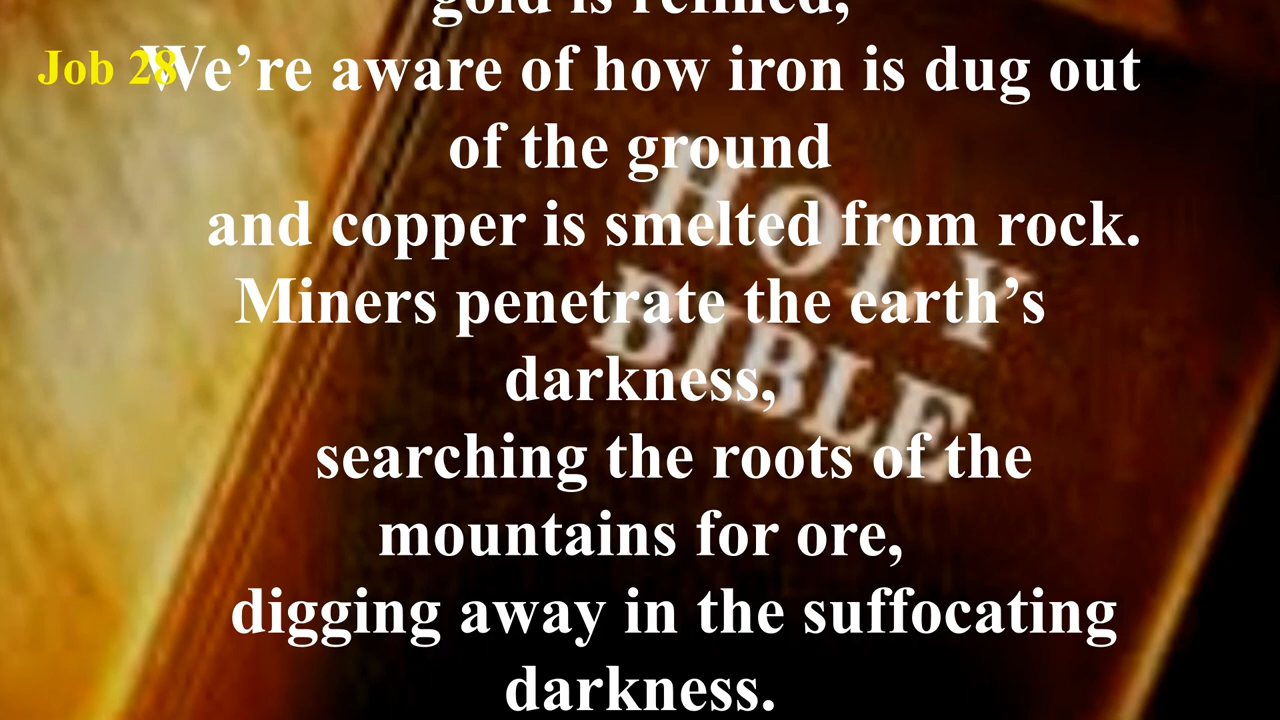 gold is refined,
Job 28
We’re aware of how iron is dug out
of the ground
and copper is smelted from rock.
Miners penetrate the earth’s
darkness,
searching the roots of the
mountains for ore,
digging away in the suffocating
darkness.
HOLY
BIBLE